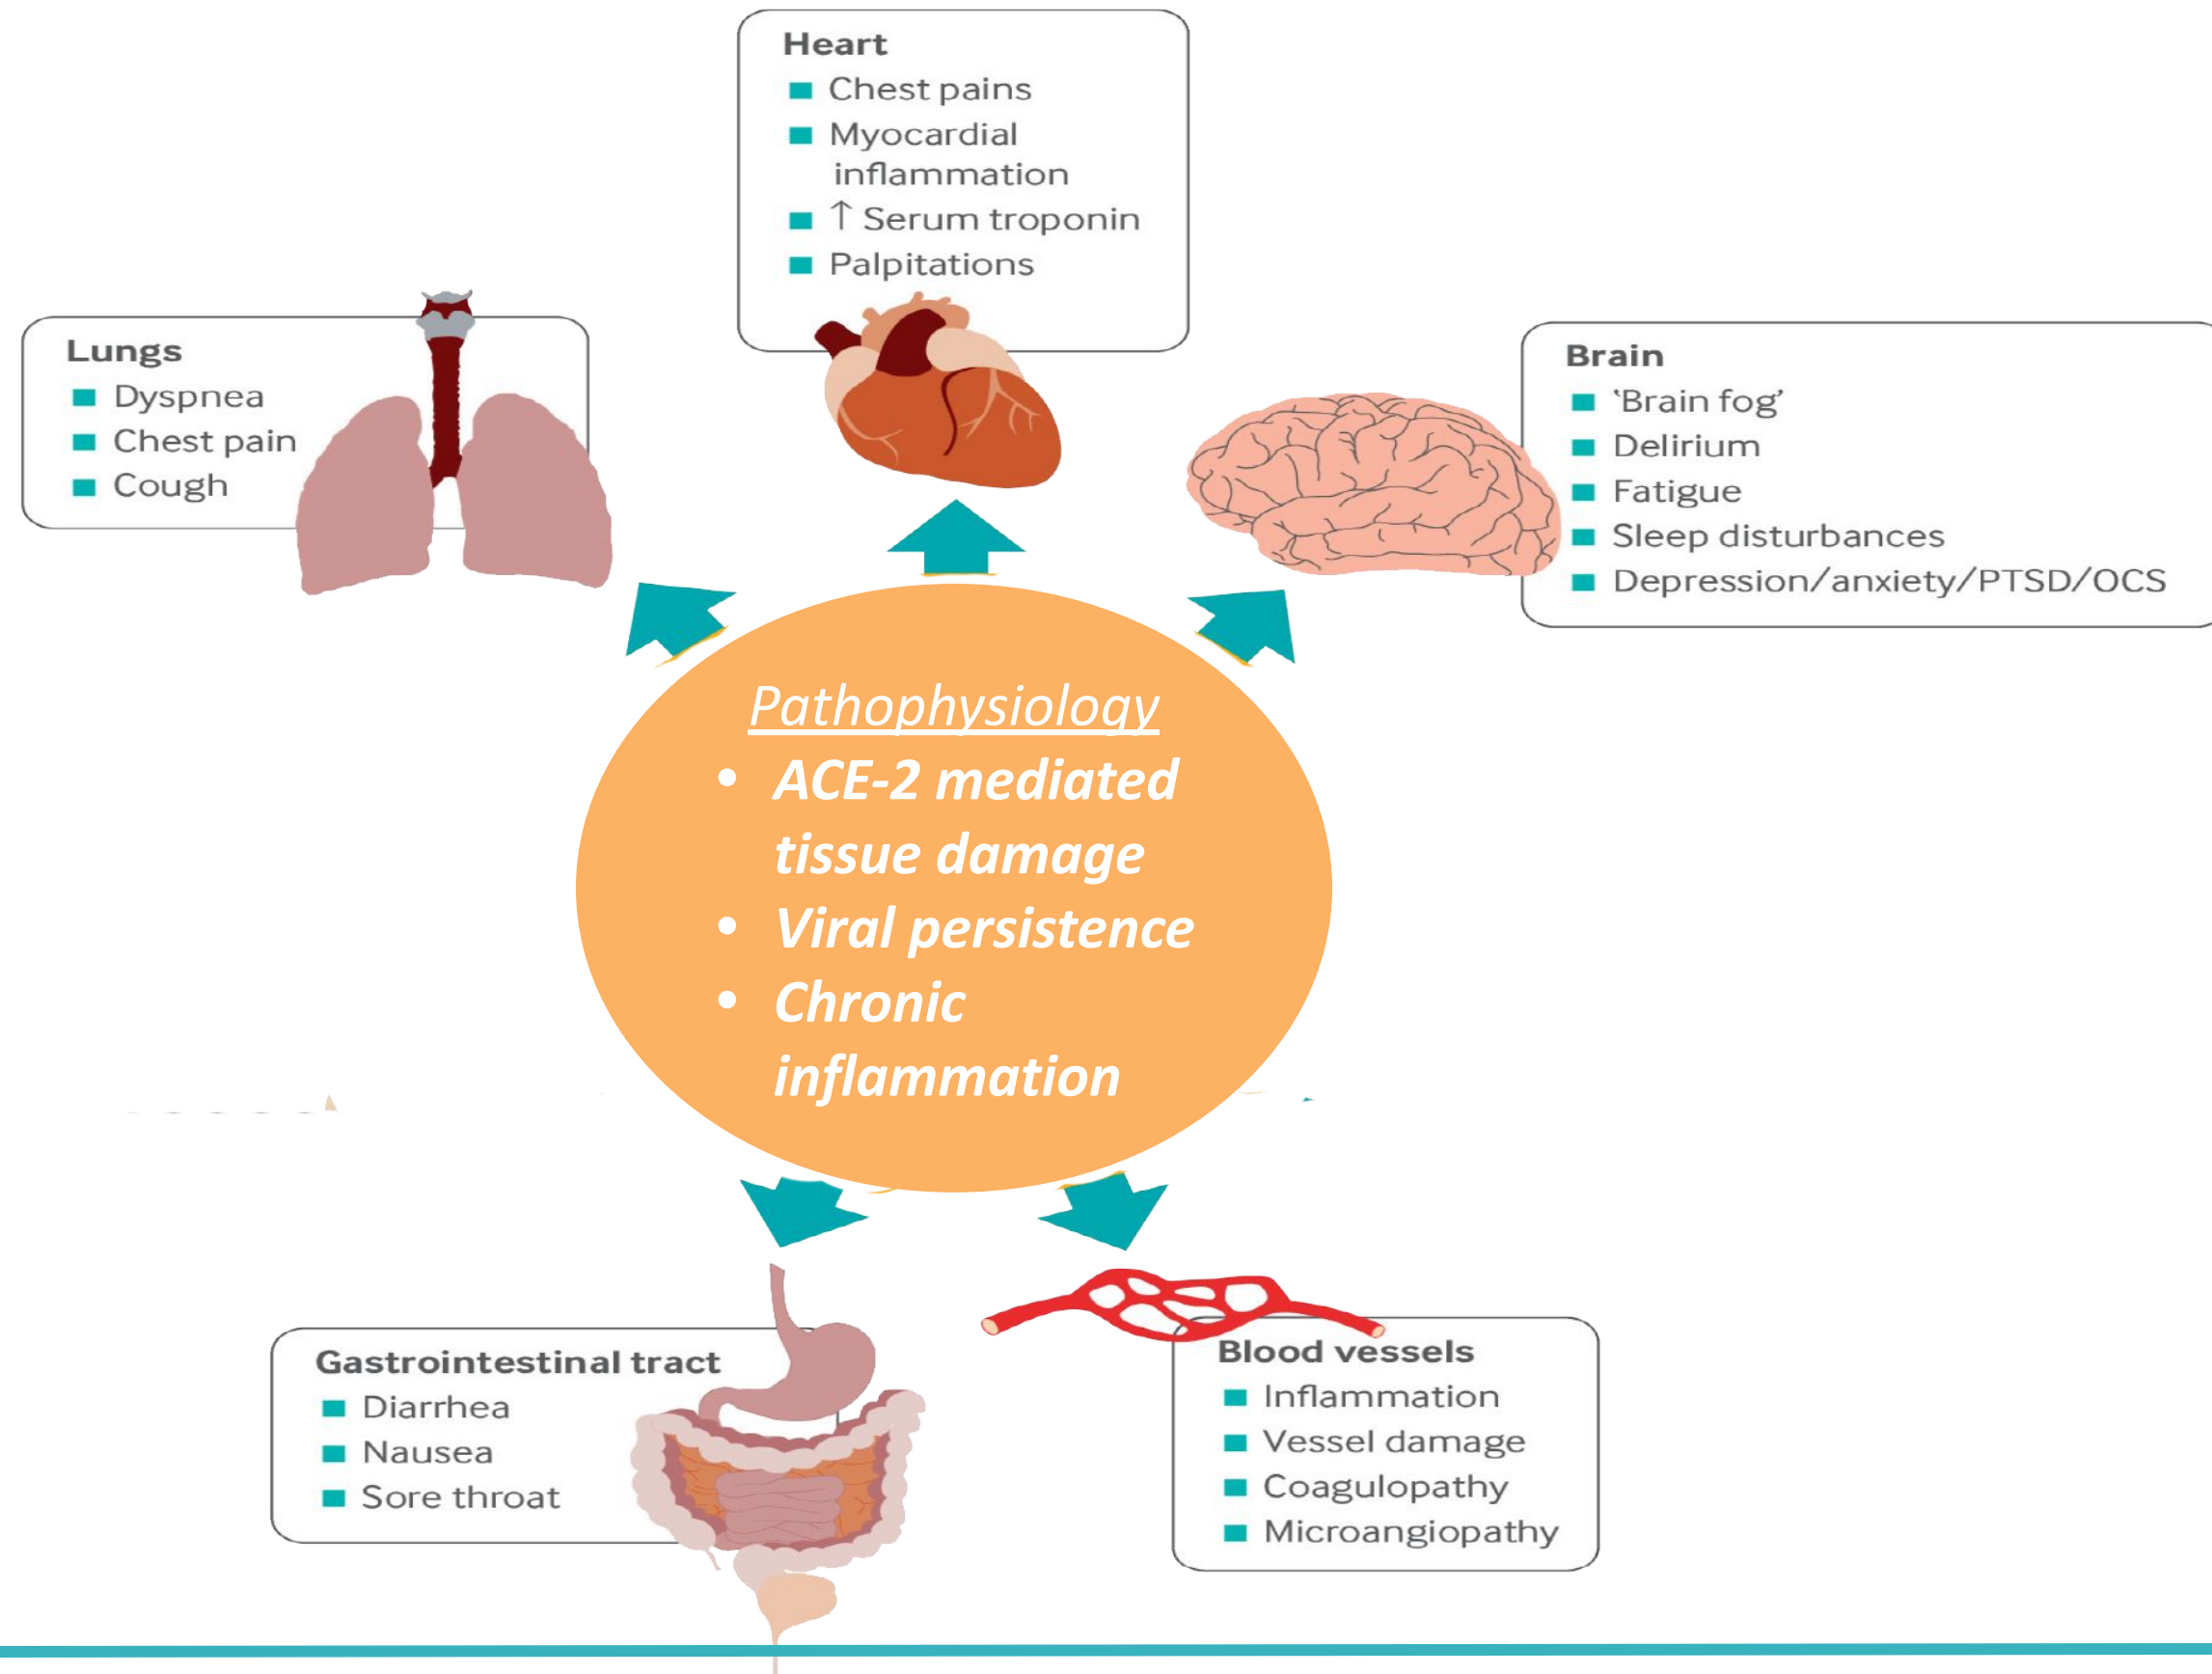 Heart
Chest pains
Myocardial
inflammation
↑ Serum troponin
Palpitations
Lungs
Dyspnea
Chest pain
Cough
Brain
‘Brain fog’
Delirium
Fatigue
Sleep disturbances
Depression/anxiety/PTSD/OCS
Pathophysiology
• ACE-2 mediated
tissue damage
• Viral persistence
• Chronic
inflammation
Gastrointestinal tract
Diarrhea
Nausea
Sore throat
Blood vessels
Inflammation
Vessel damage
Coagulopathy
Microangiopathy